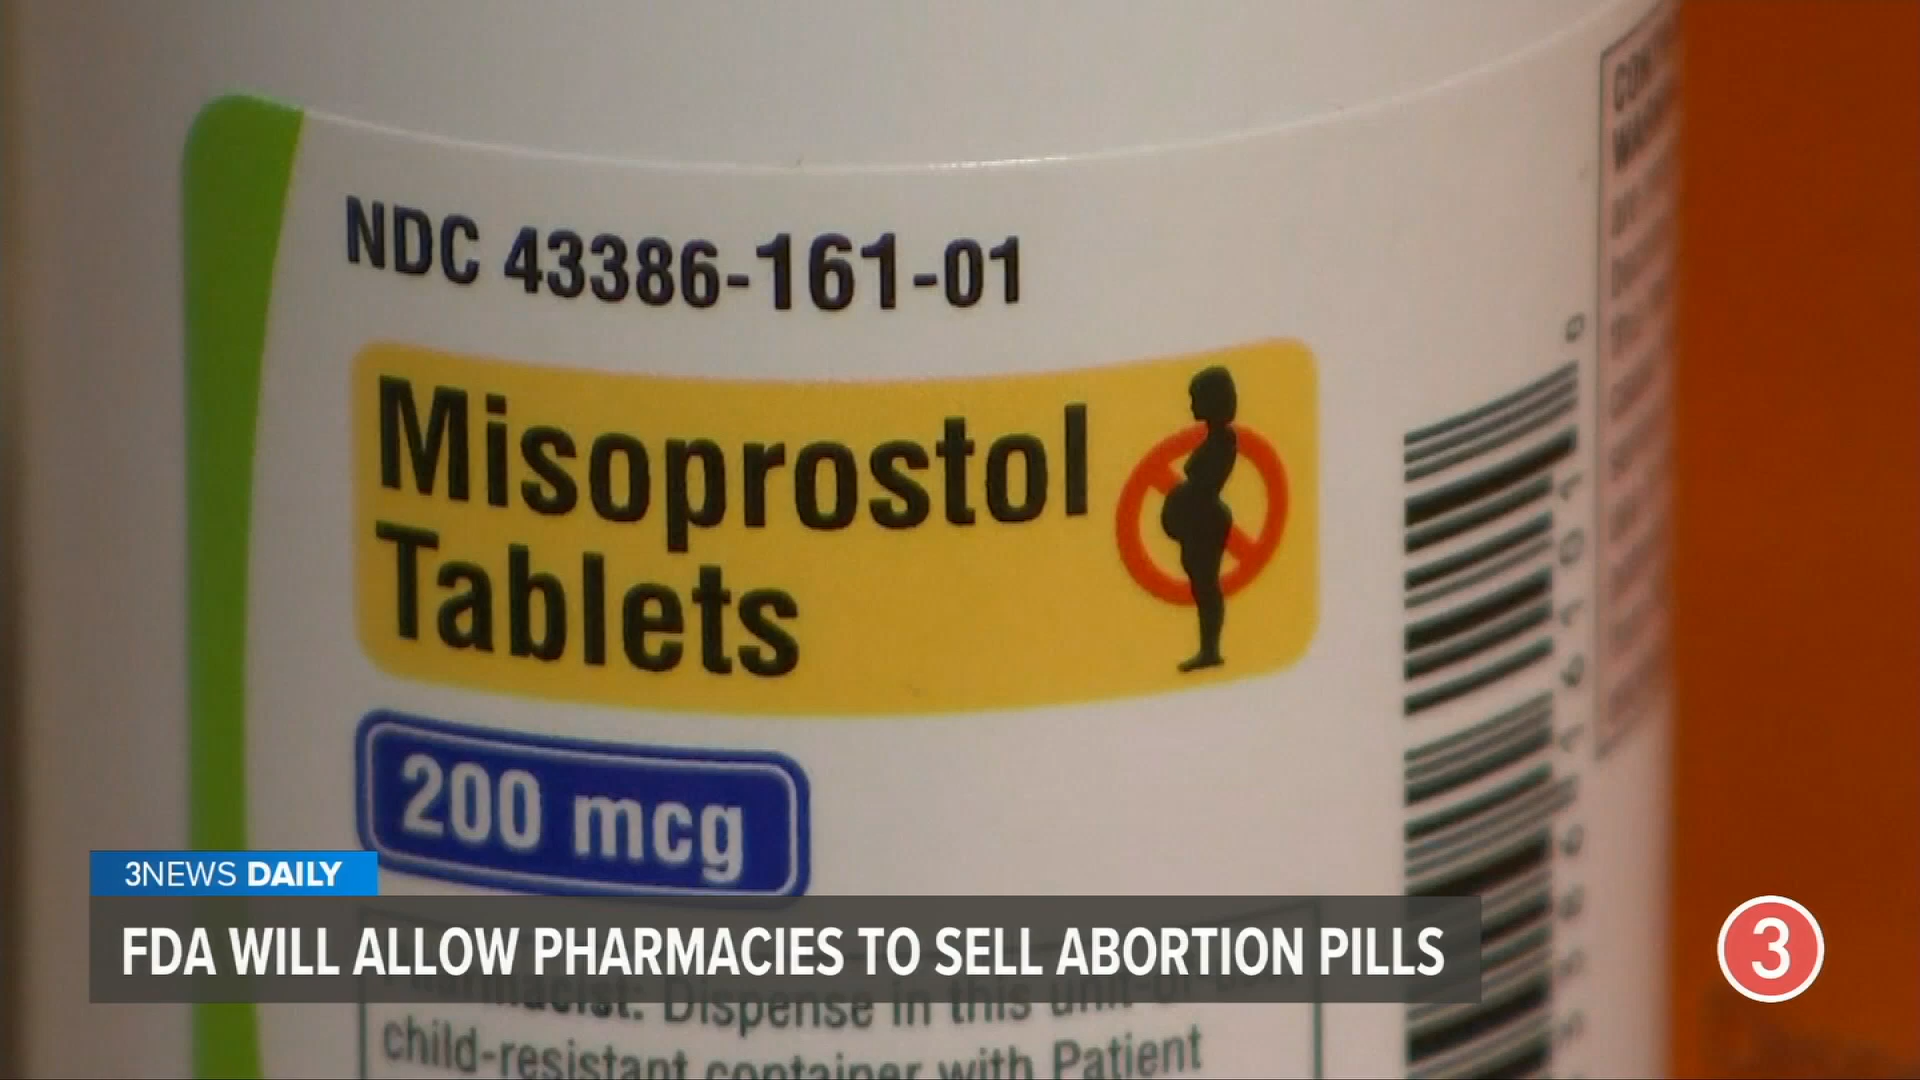 NDC 43386-161-01
Misoprostol
Tablets
200 mcg
3NEWS DAILY
FDA WILL ALLOW PHARMACIES TO SELL ABORTION PILLS
3
Pharmacist: Dispense in this
child-resistant container with Patient